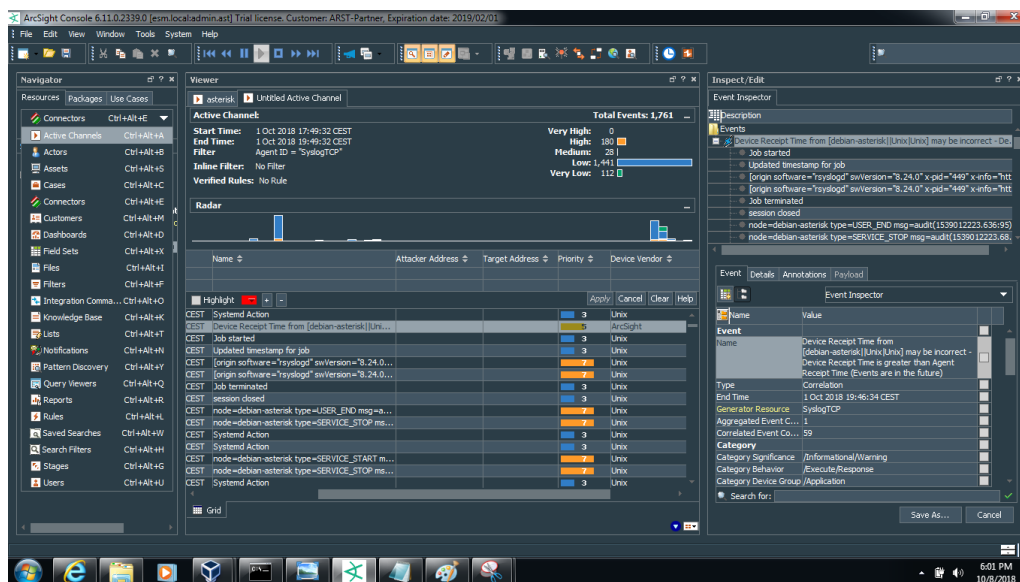 ArcSight Console 6.11.0.2339.0 [esm.local:admin.ast] Trial license. Customer: ARST-Partner, Expiration date: 2019/02/01
File Edit View Window Tools System Help
Navigator
Resources Packages Use Cases
Connectors Ctrl+Alt+E
Active Channels Ctrl+Alt+A
Actors Ctrl+Alt+B
Assets Ctrl+Alt+S
Cases Ctrl+Alt+C
Connectors Ctrl+Alt+E
Customers Ctrl+Alt+M
Dashboards Ctrl+Alt+D
Field Sets Ctrl+Alt+X
Files Ctrl+Alt+I
Filters Ctrl+Alt+F
Integration Comma... Ctrl+Alt+O
Knowledge Base Ctrl+Alt+K
Lists Ctrl+Alt+T
Notifications Ctrl+Alt+N
Pattern Discovery Ctrl+Alt+Y
Query Viewers Ctrl+Alt+Q
Reports Ctrl+Alt+R
Rules Ctrl+Alt+L
Saved Searches Ctrl+Alt+W
Search Filters Ctrl+Alt+H
Stages Ctrl+Alt+G
Users Ctrl+Alt+U
Viewer
asterisk Untitled Active Channel
Active Channel: Total Events: 1,761
Start Time: 1 Oct 2018 17:49:32 CEST Very High: 0
End Time: 1 Oct 2018 19:49:32 CEST High: 180
Filter Agent ID = "SyslogTCP" Medium: 28
Inline Filter: No Filter Low: 1,441
Verified Rules: No Rule Very Low: 112
Radar
Name Attacker Address Target Address Priority Device Vendor
Highlight + - Apply Cancel Clear Help
CEST Systemd Action 3 Unix
CEST Device Receipt Time from [debian-asterisk||Uni... 5 ArcSight
CEST Job started 3 Unix
CEST Updated timestamp for job 3 Unix
CEST [origin software="rsyslogd" swVersion="8.24.0... 7 Unix
CEST [origin software="rsyslogd" swVersion="8.24.0... 7 Unix
CEST Job terminated 3 Unix
CEST session closed 3 Unix
CEST node=debian-asterisk type=USER_END msg=a... 7 Unix
CEST node=debian-asterisk type=SERVICE_STOP ms... 7 Unix
CEST Systemd Action 3 Unix
CEST Systemd Action 3 Unix
CEST node=debian-asterisk type=SERVICE_START m... 7 Unix
CEST node=debian-asterisk type=SERVICE_STOP ms... 7 Unix
CEST Systemd Action 3 Unix
Grid
Inspect/Edit
Event Inspector
Description
Events
Device Receipt Time from [debian-asterisk||Unix|Unix] may be incorrect - De.
Job started
Updated timestamp for job
[origin software="rsyslogd" swVersion="8.24.0" x-pid="449" x-info="htt
[origin software="rsyslogd" swVersion="8.24.0" x-pid="449" x-info="htt
Job terminated
session closed
node=debian-asterisk type=USER_END msg=audit(1539012223.636:95)
node=debian-asterisk type=SERVICE_STOP msg=audit(1539012223.68.
Event Details Annotations Payload
Event Inspector
Name Value
Event
Name Device Receipt Time from
[debian-asterisk||Unix|Unix] may be incorrect -
Device Receipt Time is greater than Agent
Receipt Time (Events are in the future)
Type Correlation
End Time 1 Oct 2018 19:46:34 CEST
Generator Resource SyslogTCP
Aggregated Event C... 1
Correlated Event Co... 59
Category
Category Significance /Informational/Warning
Category Behavior /Execute/Response
Category Device Group /Application
Search for:
Save As... Cancel
6:01 PM
10/8/2018